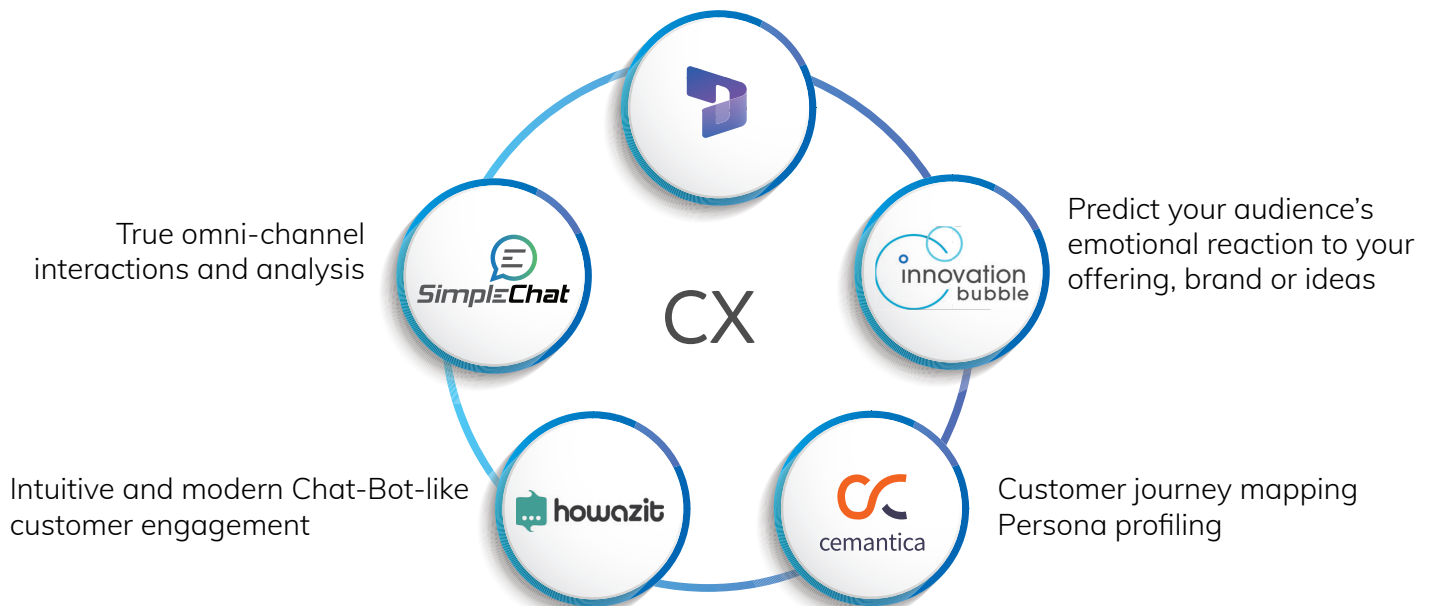 True omni-channel
interactions and analysis
SimplEChat
CX
innovation
bubble
Predict your audience’s
emotional reaction to your
offering, brand or ideas
Intuitive and modern Chat-Bot-like
customer engagement
howazit
cemantica
Customer journey mapping
Persona profiling